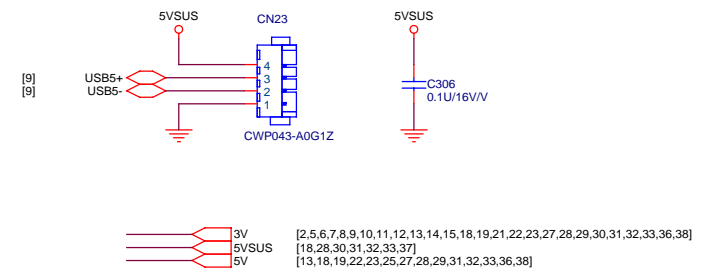 5VSUS CN23 5VSUS
4
[9] USB5+ 3
[9] USB5- 2
1
C306
0.1U/16V/V
CWP043-A0G1Z
3V [2,5,6,7,8,9,10,11,12,13,14,15,18,19,21,22,23,27,28,29,30,31,32,33,36,38]
5VSUS [18,28,30,31,32,33,37]
5V [13,18,19,22,23,25,27,28,29,31,32,33,36,38]